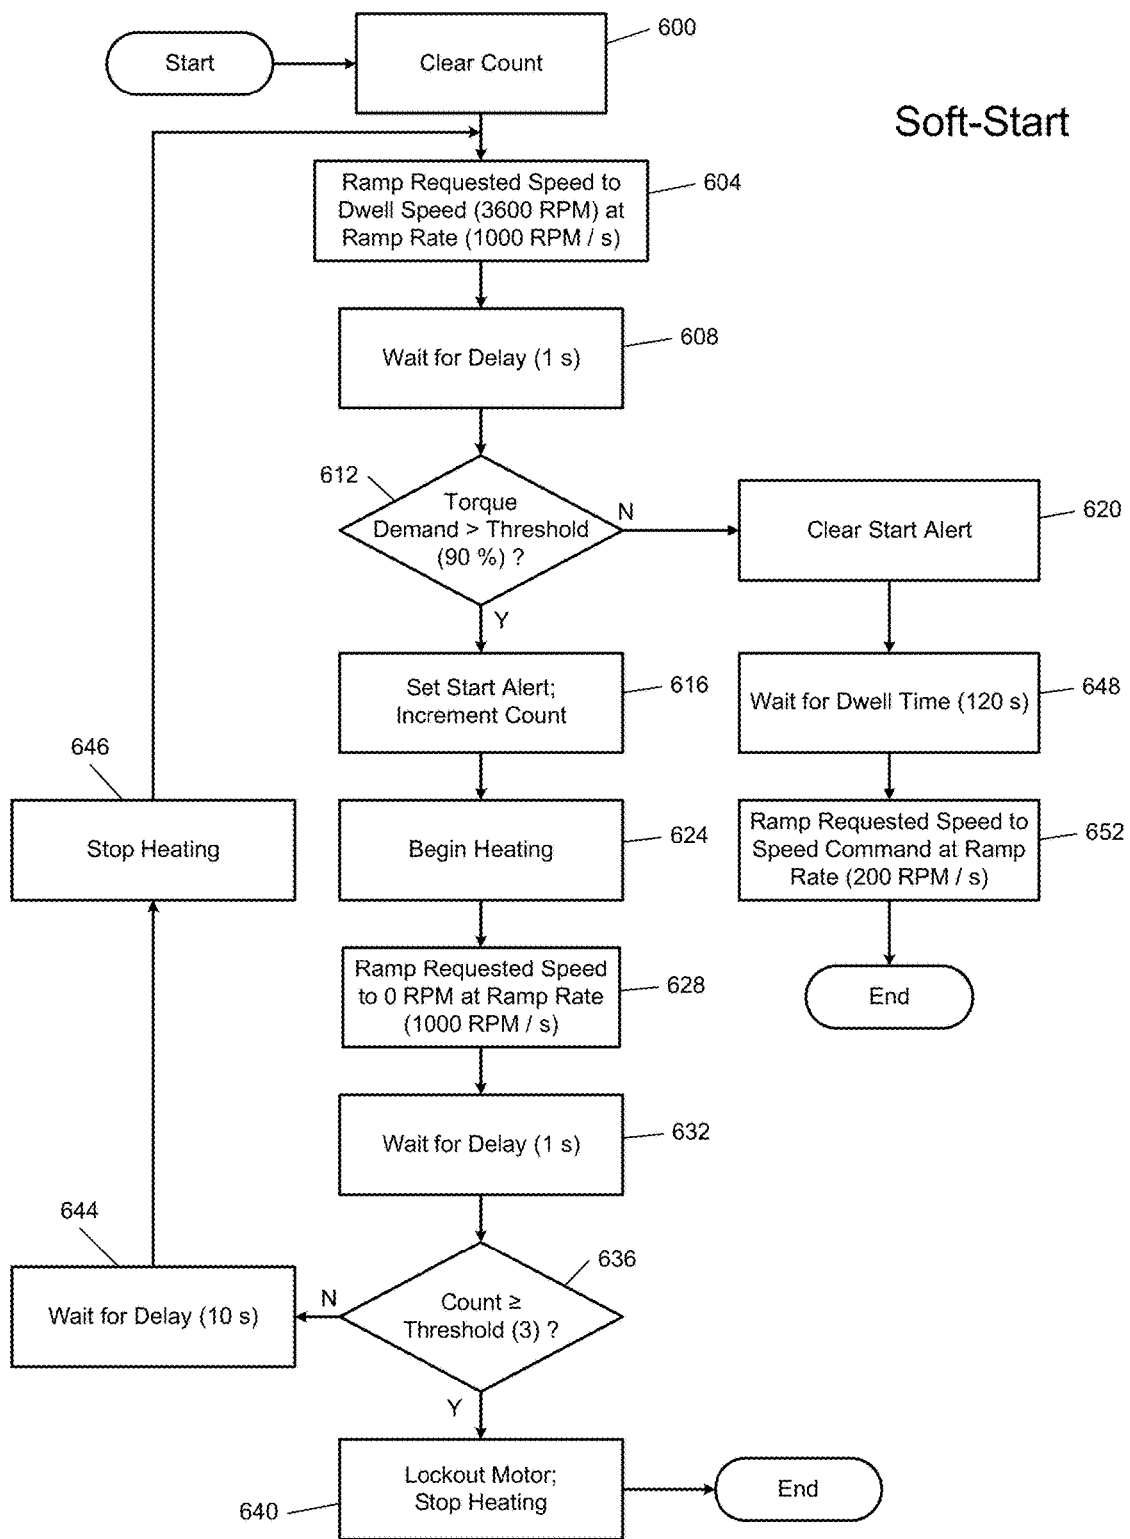 Soft-Start
Start
Clear Count
600
Ramp Requested Speed to
Dwell Speed (3600 RPM) at
Ramp Rate (1000 RPM / s)
604
Wait for Delay (1 s)
608
612
Torque
Demand > Threshold
(90 %) ?
N
Y
Clear Start Alert
620
Set Start Alert;
Increment Count
616
Wait for Dwell Time (120 s)
648
646
Stop Heating
Begin Heating
624
Ramp Requested Speed to
Speed Command at Ramp
Rate (200 RPM / s)
652
Ramp Requested Speed
to 0 RPM at Ramp Rate
(1000 RPM / s)
628
End
Wait for Delay (1 s)
632
644
Wait for Delay (10 s)
N
Count ≥
Threshold (3) ?
636
Y
Lockout Motor;
Stop Heating
640
End